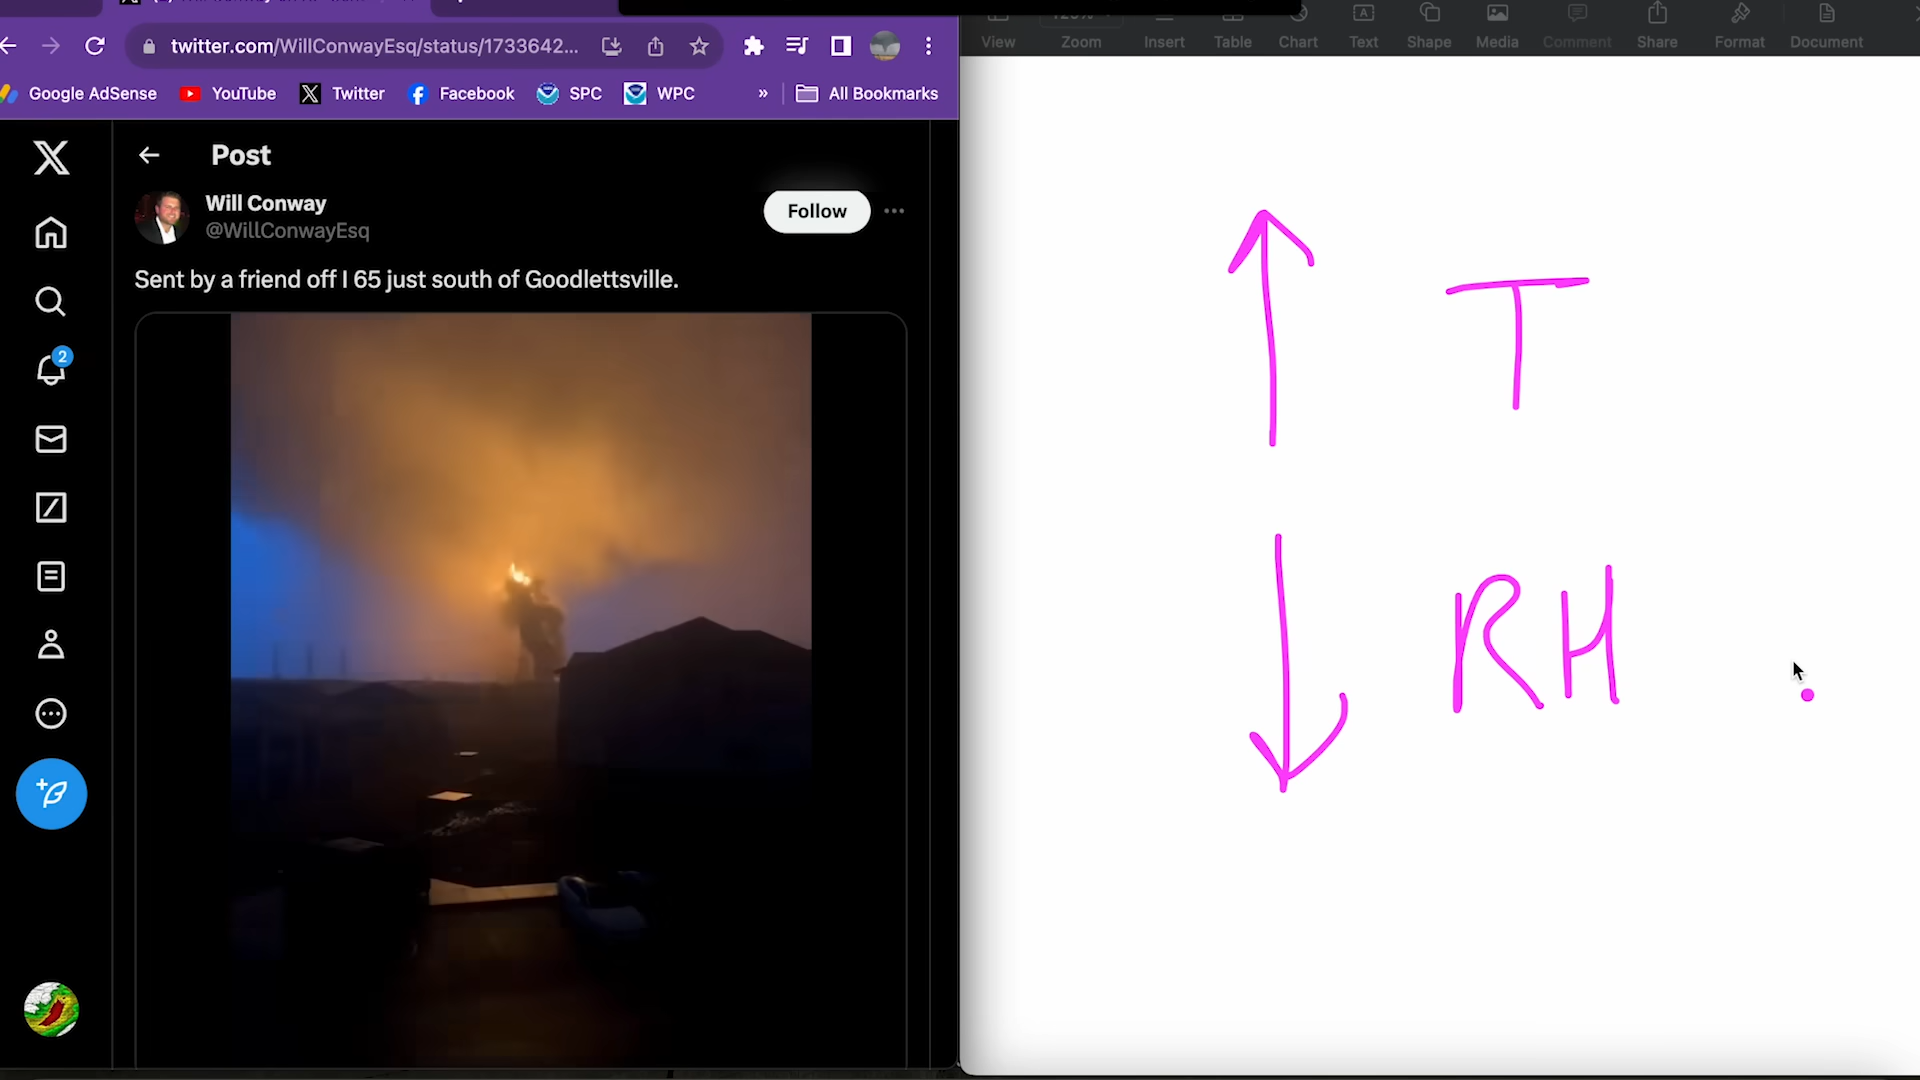 twitter.com/WillConwayEsq/status/1733642...
Google AdSense YouTube Twitter Facebook SPC WPC » All Bookmarks
Post
Will Conway
@WillConwayEsq
Follow
Sent by a friend off I 65 just south of Goodlettsville.
2
View Zoom Insert Table Chart Text Shape Media Comment Share Format Document
T
RH